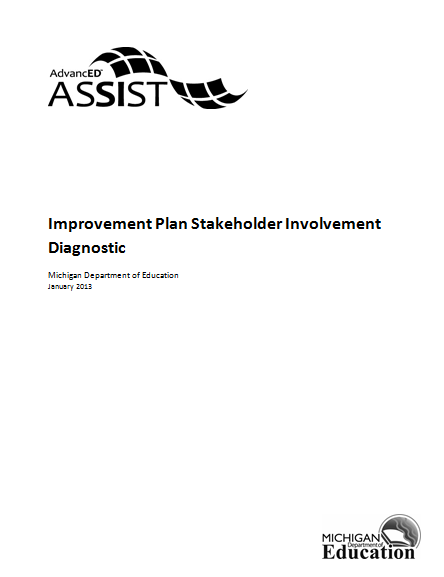 AdvancED®
ASSIST
Improvement Plan Stakeholder Involvement
Diagnostic
Michigan Department of Education
January 2013
MICHIGAN
Department of
Education